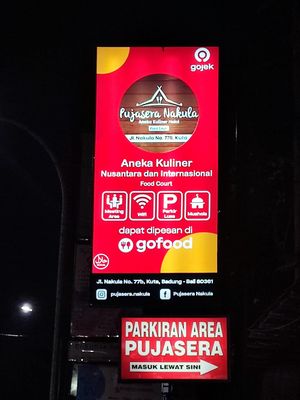 gojek
Pujasera Nakula
Aneka Kuliner Halal
Food Court
Jl. Nakula No. 77B, Kuta
Aneka Kuliner
Nusantara dan Internasional
Food Court
Meeting Area
Wifi
Parkir Luas
Mushola
dapat dipesan di
gofood
Jl. Nakula No. 77b, Kuta, Badung - Bali 80361
pujasera.nakula
Pujasera Nakula
PARKIRAN AREA
PUJASERA
MASUK LEWAT SINI